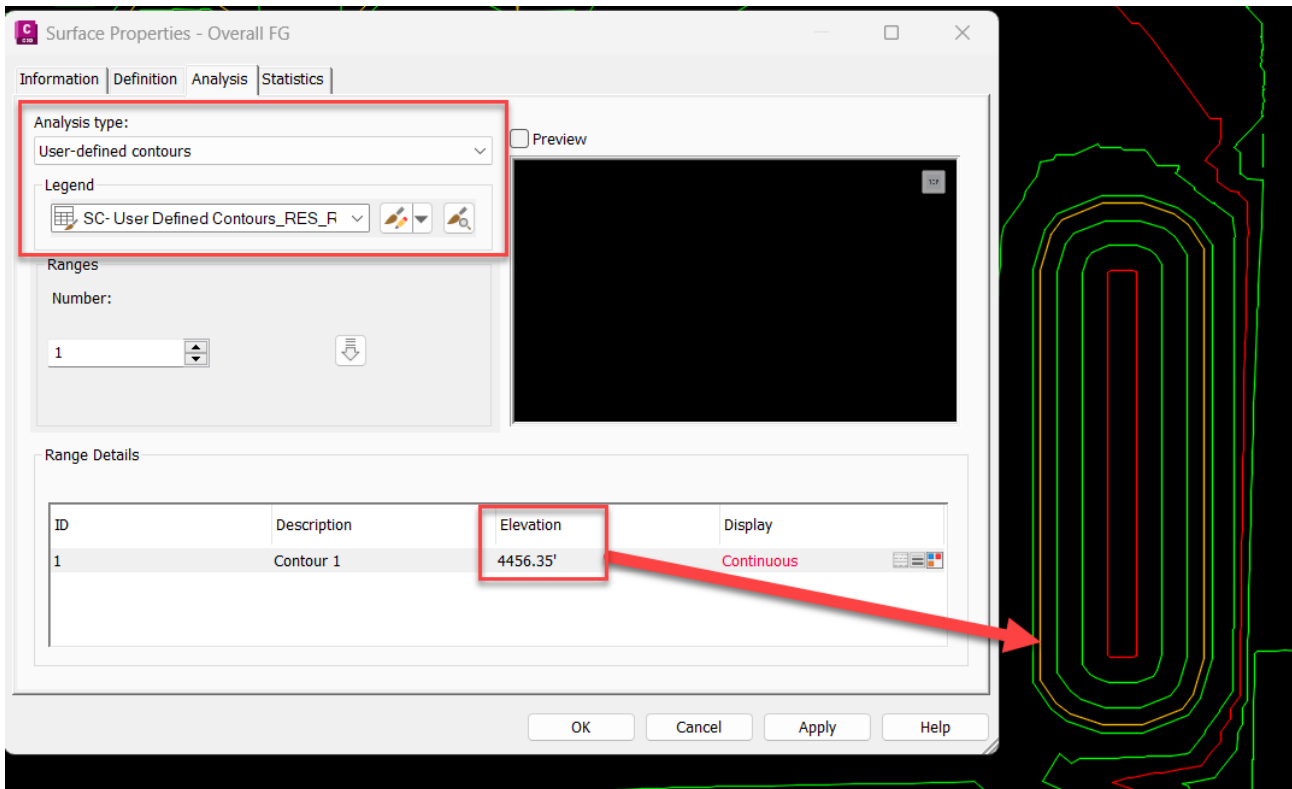 C
C3D
Surface Properties - Overall FG
Information Definition Analysis Statistics
Analysis type:
User-defined contours
Preview
Legend
TOP
SC- User Defined Contours_RES_R
Ranges
Number:
1
Range Details
ID Description Elevation Display
1 Contour 1 4456.35' Continuous
OK Cancel Apply Help